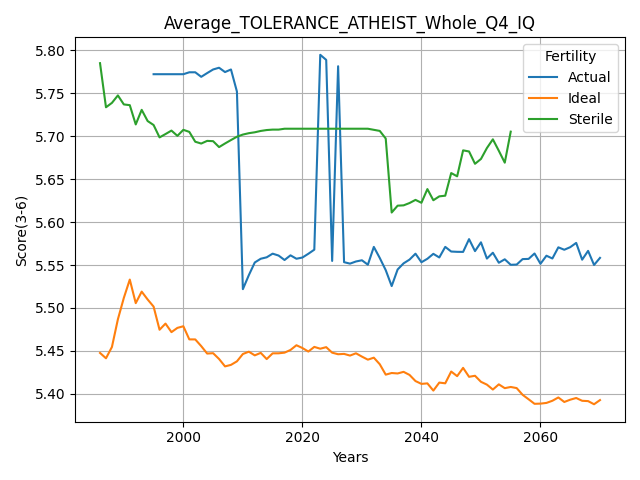 Average_TOLERANCE_ATHEIST_Whole_Q4_IQ
Fertility
Actual
Ideal
Sterile
Score(3-6)
5.80
5.75
5.70
5.65
5.60
5.55
5.50
5.45
5.40
2000
2020
2040
2060
Years